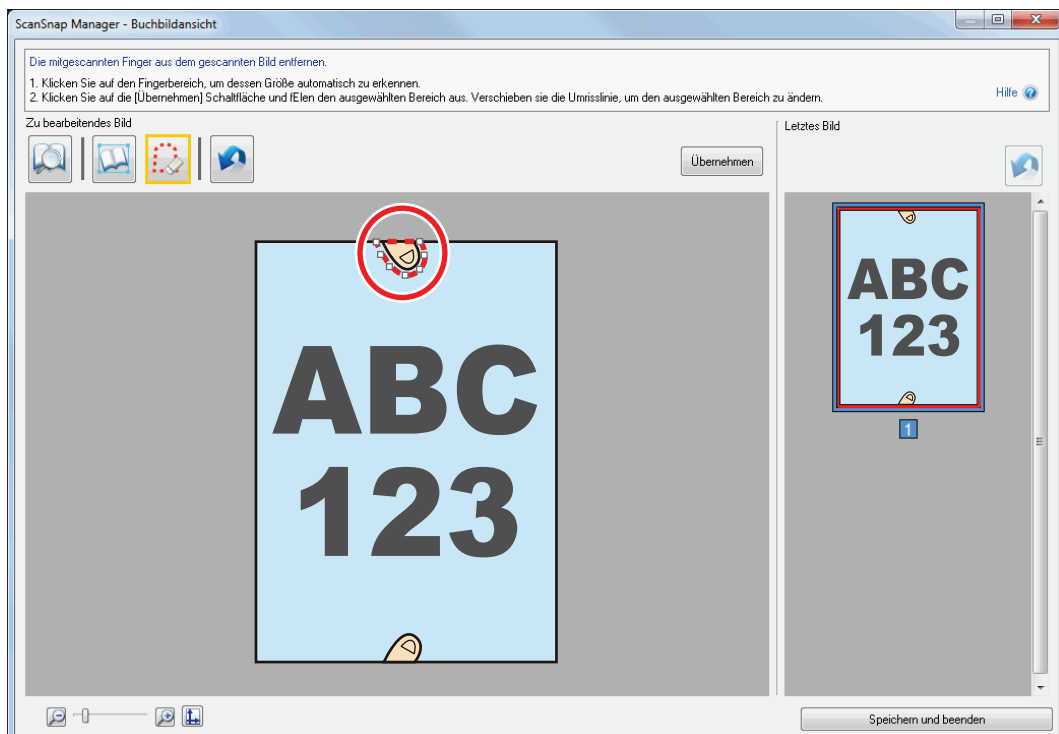 ScanSnap Manager - Buchbildansicht
Die mitgescannten Finger aus dem gescannten Bild entfernen.
1. Klicken Sie auf den Fingerbereich, um dessen Größe automatisch zu erkennen.
2. Klicken Sie auf die [Übernehmen] Schaltfläche und fElen den ausgewählten Bereich aus. Verschieben sie die Umrisslinie, um den ausgewählten Bereich zu ändern.
Hilfe
Zu bearbeitendes Bild
Übernehmen
ABC
123
Letztes Bild
ABC
123
1
Speichern und beenden